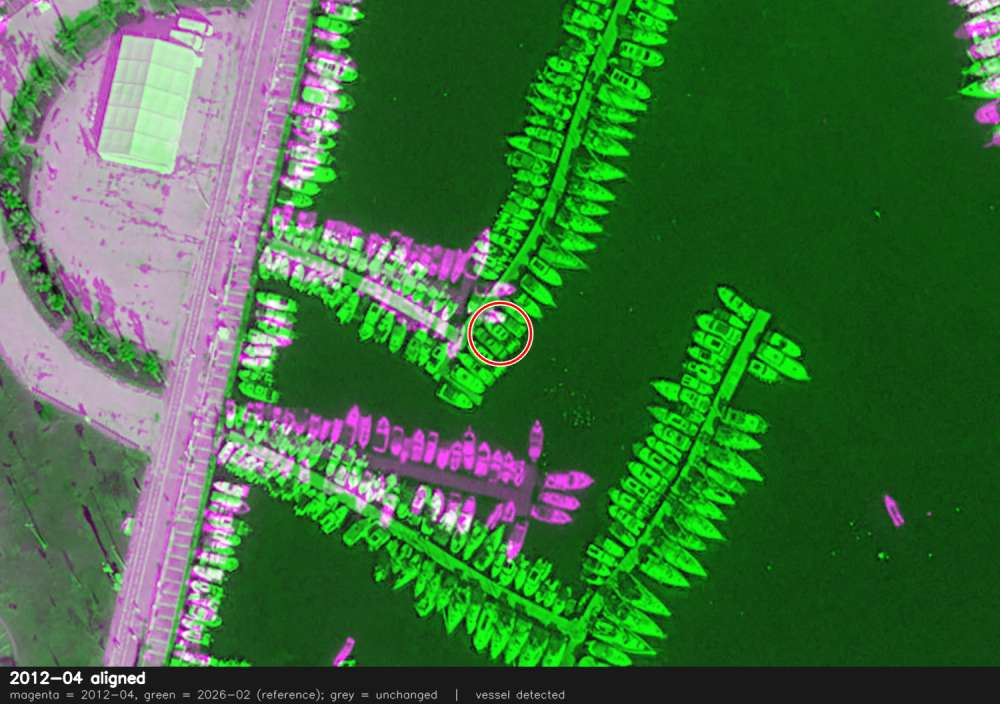 2012-04 aligned
magenta = 2012-04, green = 2026-02 (reference); grey = unchanged | vessel detected